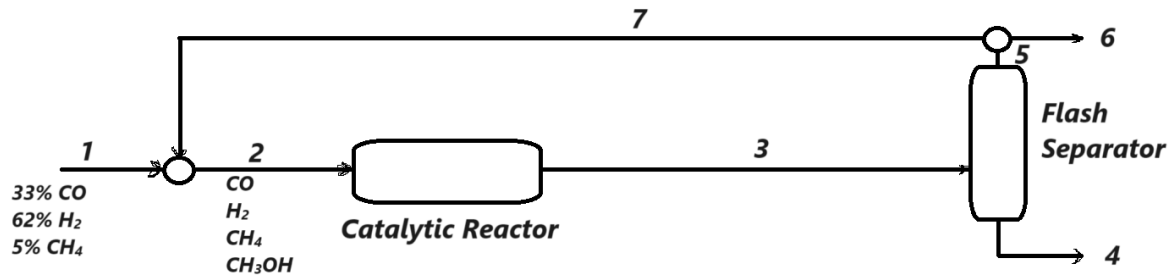 7
6
5
Flash
Separator
1
2
3
33% CO
62% H₂
5% CH₄
CO
H₂
CH₄
CH₃OH
Catalytic Reactor
4